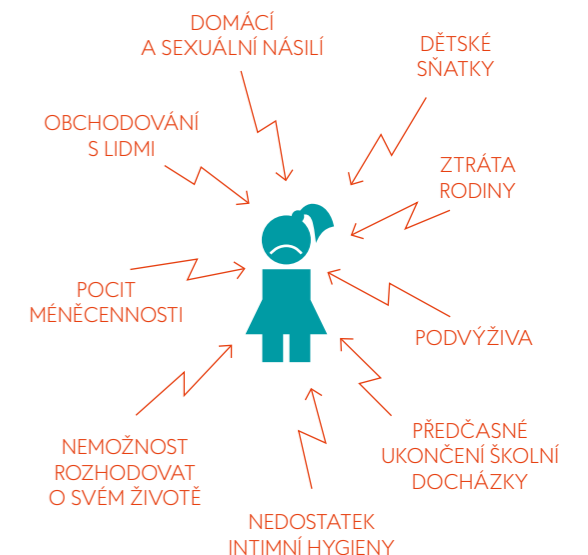 DOMÁCÍ
A SEXUÁLNÍ NÁSILÍ
DĚTSKÉ
SŇATKY
OBCHODOVÁNÍ
S LIDMI
ZTRÁTA
RODINY
POCIT
MÉNĚCENNOSTI
PODVÝŽIVA
NEMOŽNOST
ROZHODOVAT
O SVÉM ŽIVOTĚ
PŘEDČASNÉ
UKONČENÍ ŠKOLNÍ
DOCHÁZKY
NEDOSTATEK
INTIMNÍ HYGIENY